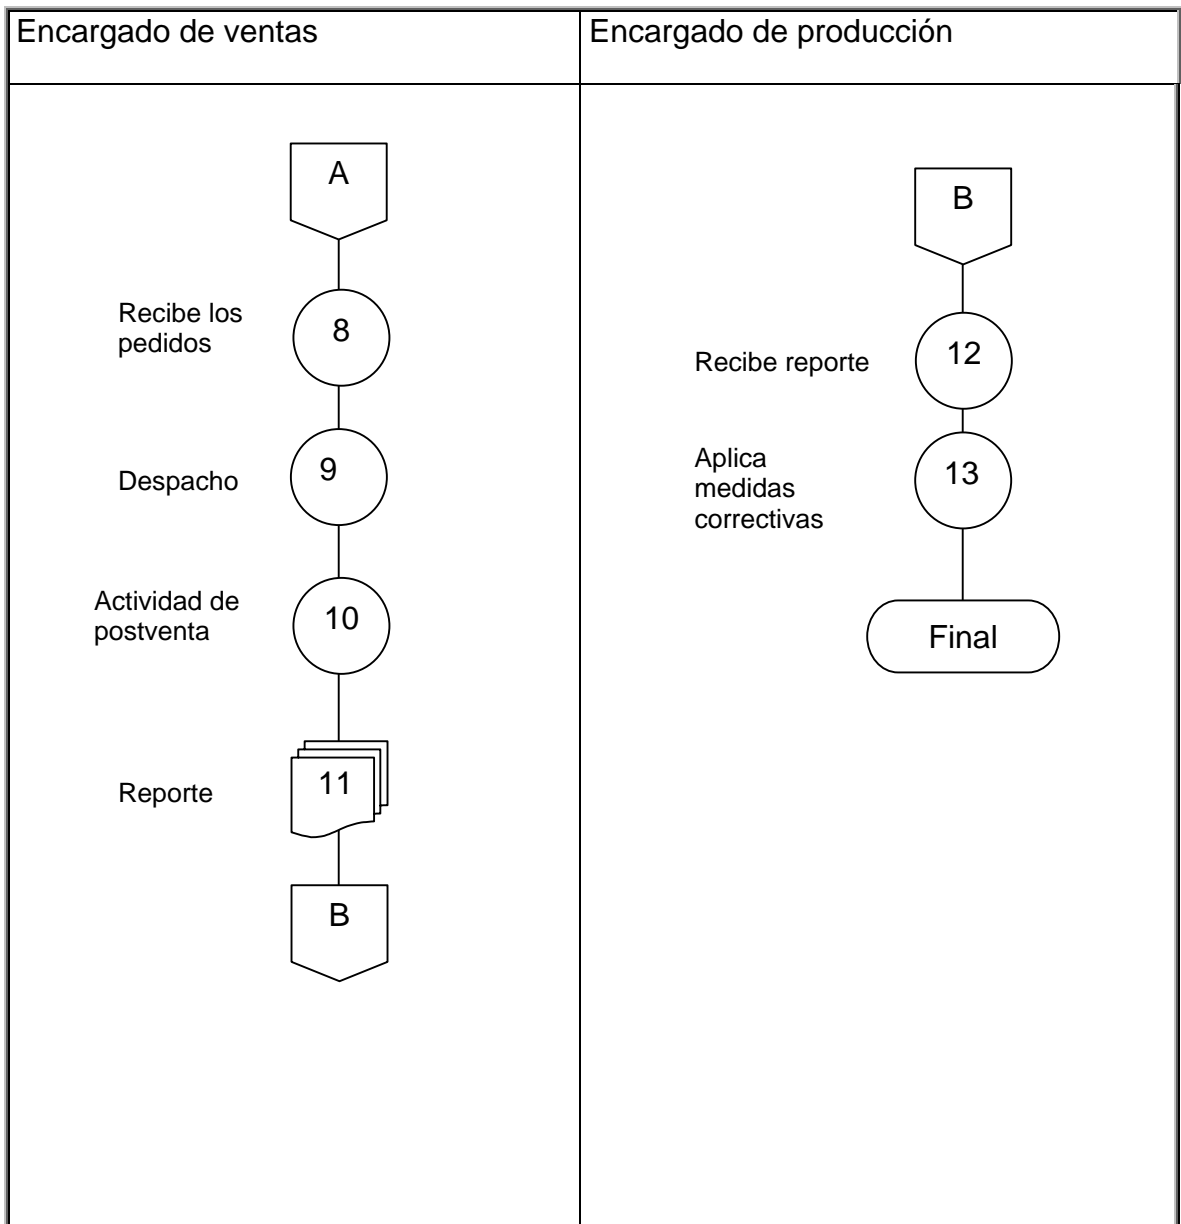 Encargado de ventas
Encargado de producción
A
Recibe los
pedidos
8
Despacho
9
Actividad de
postventa
10
Reporte
11
B
B
Recibe reporte
12
Aplica
medidas
correctivas
13
Final